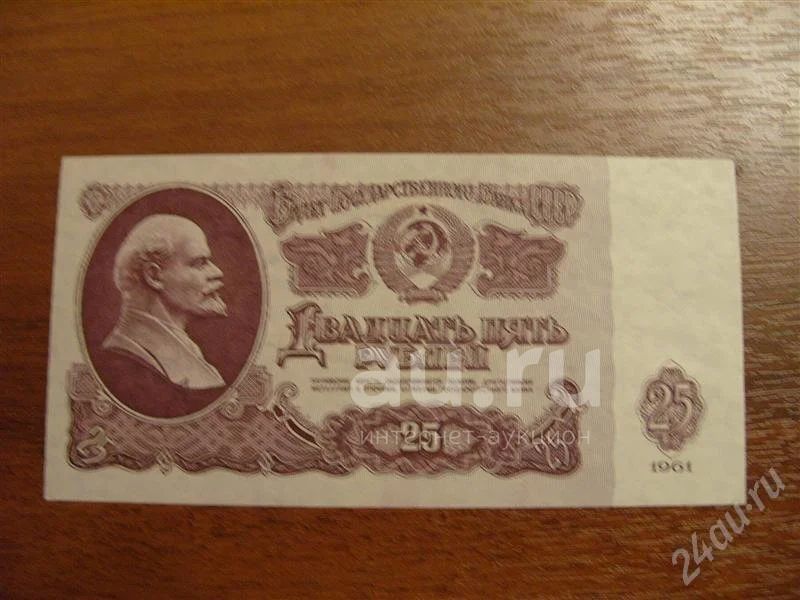 Билет Государственного Банка СССР
Двадцать пять
рублей
25
25
1961
au.ru
интернет-аукцион
24au.ru